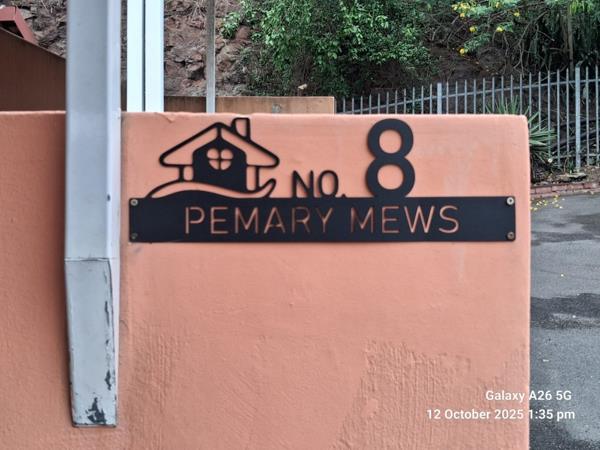 NO. 8
PEMARY MEWS
Galaxy A26 5G
12 October 2025 1:35 pm